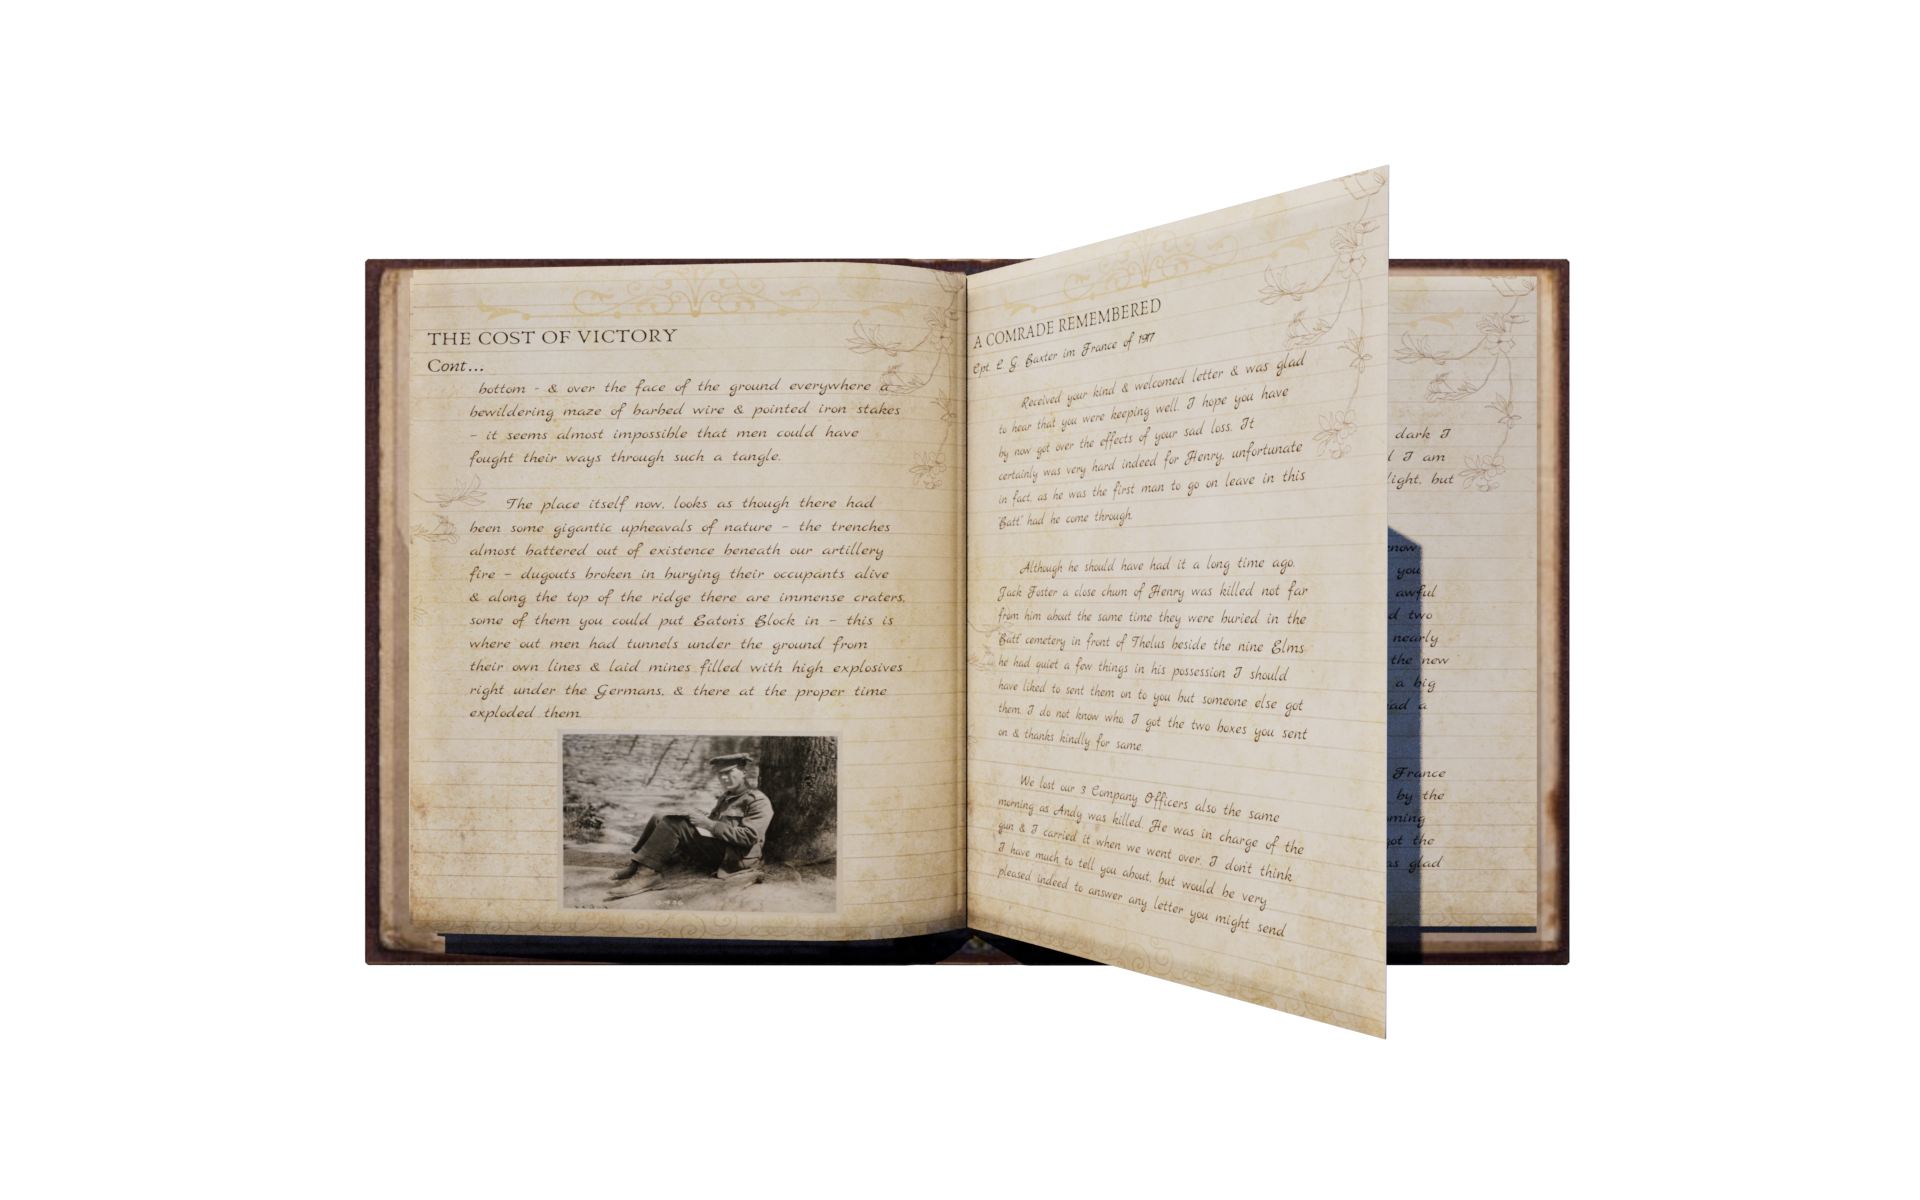 THE COST OF VICTORY
Cont...
bottom - & over the face of the ground everywhere a
bewildering maze of barbed wire & pointed iron stakes
- it seems almost impossible that men could have
fought their ways through such a tangle.
The place itself now, looks as though there had
been some gigantic upheavals of nature - the trenches
almost battered out of existence beneath our artillery
fire - dugouts broken in burying their occupants alive
& along the top of the ridge there are immense craters,
some of them you could put Eaton's Block in - this is
where out men had tunnels under the ground from
their own lines & laid mines filled with high explosives
right under the Germans, & there at the proper time
exploded them.
A COMRADE REMEMBERED
Cpt L. G. Baxter im France of 1917
Received your kind & welcomed letter & was glad
to hear that you were keeping well. I hope you have
by now got over the effects of your sad loss. It
certainly was very hard indeed for Henry, unfortunate
in fact, as he was the first man to go on leave in this
'Batt' had he come through.
Although he should have had it a long time ago.
Jack Foster a close chum of Henry was killed not far
from him about the same time they were buried in the
'Batt' cemetery in front of Thelus beside the nine Elms
he had quiet a few things in his possession I should
have liked to sent them on to you but someone else got
them. I do not know who. I got the two boxes you sent
on & thanks kindly for same.
We lost our 3 Company Officers also the same
morning as Andy was killed. He was in charge of the
gun & I carried it when we went over. I don't think
I have much to tell you about, but would be very
pleased indeed to answer any letter you might send
dark I
I am
light, but
know
you
awful
two
nearly
the new
a big
a
France
by the
the
glad